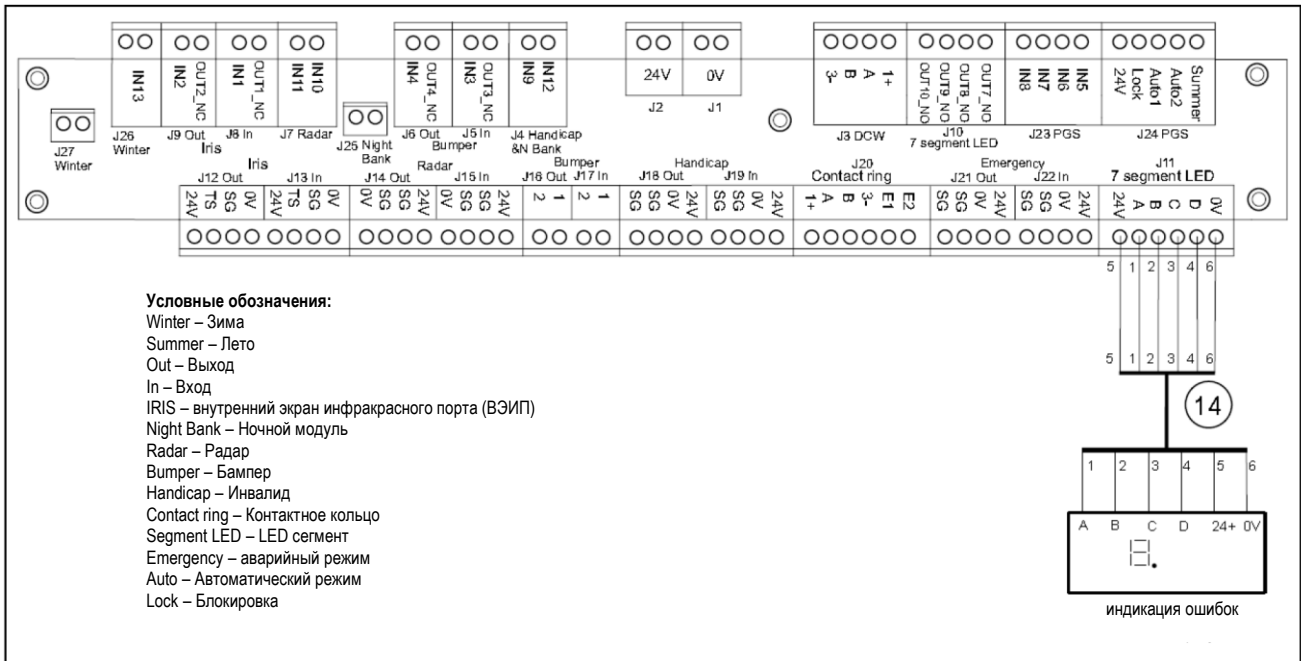 IN13
IN2
OUT2_NC
IN1
OUT1_NC
IN11
IN10
IN4
OUT4_NC
IN3
OUT3_NC
IN9
IN12
24V
0V
3-
B
A
1+
OUT10_NO
OUT9_NO
OUT8_NO
OUT7_NO
IN8
IN7
IN6
IN5
24V
Lock
Auto1
Auto2
Summer
J2
J1
J27
Winter
J26
Winter
J9 Out
J8 In
Iris
J7 Radar
J25 Night
Bank
J6 Out
J5 In
Bumper
J4 Handicap
&N Bank
J3 DCW
J10
7 segment LED
J23 PGS
J24 PGS
Iris
J12 Out
J13 In
Radar
J14 Out
J15 In
Bumper
J16 Out
J17 In
Handicap
J18 Out
J19 In
J20
Contact ring
Emergency
J21 Out
J22 In
J11
7 segment LED
24V TS SG 0V
24V TS SG 0V
0V SG SG 24V
0V SG SG 24V
2 1
2 1
SG SG 0V 24V
SG SG 0V 24V
1+ A B 3- E1 E2
SG SG 0V 24V
SG SG 0V 24V
24V A B C D 0V
5 1 2 3 4 6
5 1 2 3 4 6
14
1 2 3 4 5 6
A B C D 24+ 0V
8.
индикация ошибок
Условные обозначения:
Winter – Зима
Summer – Лето
Out – Выход
In – Вход
IRIS – внутренний экран инфракрасного порта (ВЭИП)
Night Bank – Ночной модуль
Radar – Радар
Bumper – Бампер
Handicap – Инвалид
Contact ring – Контактное кольцо
Segment LED – LED сегмент
Emergency – аварийный режим
Auto – Автоматический режим
Lock – Блокировка